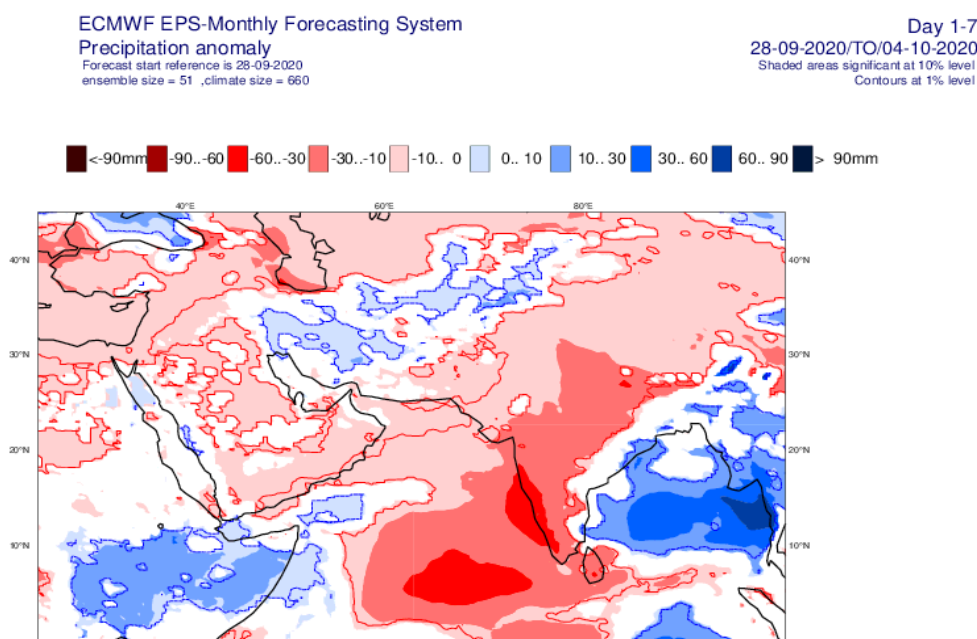 ECMWF EPS-Monthly Forecasting System
Precipitation anomaly
Forecast start reference is 28-09-2020
ensemble size = 51 ,climate size = 660
Day 1-7
28-09-2020/TO/04-10-2020
Shaded areas significant at 10% level
Contours at 1% level
<-90mm -90..-60 -60..-30 -30..-10 -10.. 0 0.. 10 10.. 30 30.. 60 60.. 90 > 90mm
40°E 60°E 80°E
40°N 40°N
30°N 30°N
20°N 20°N
10°N 10°N